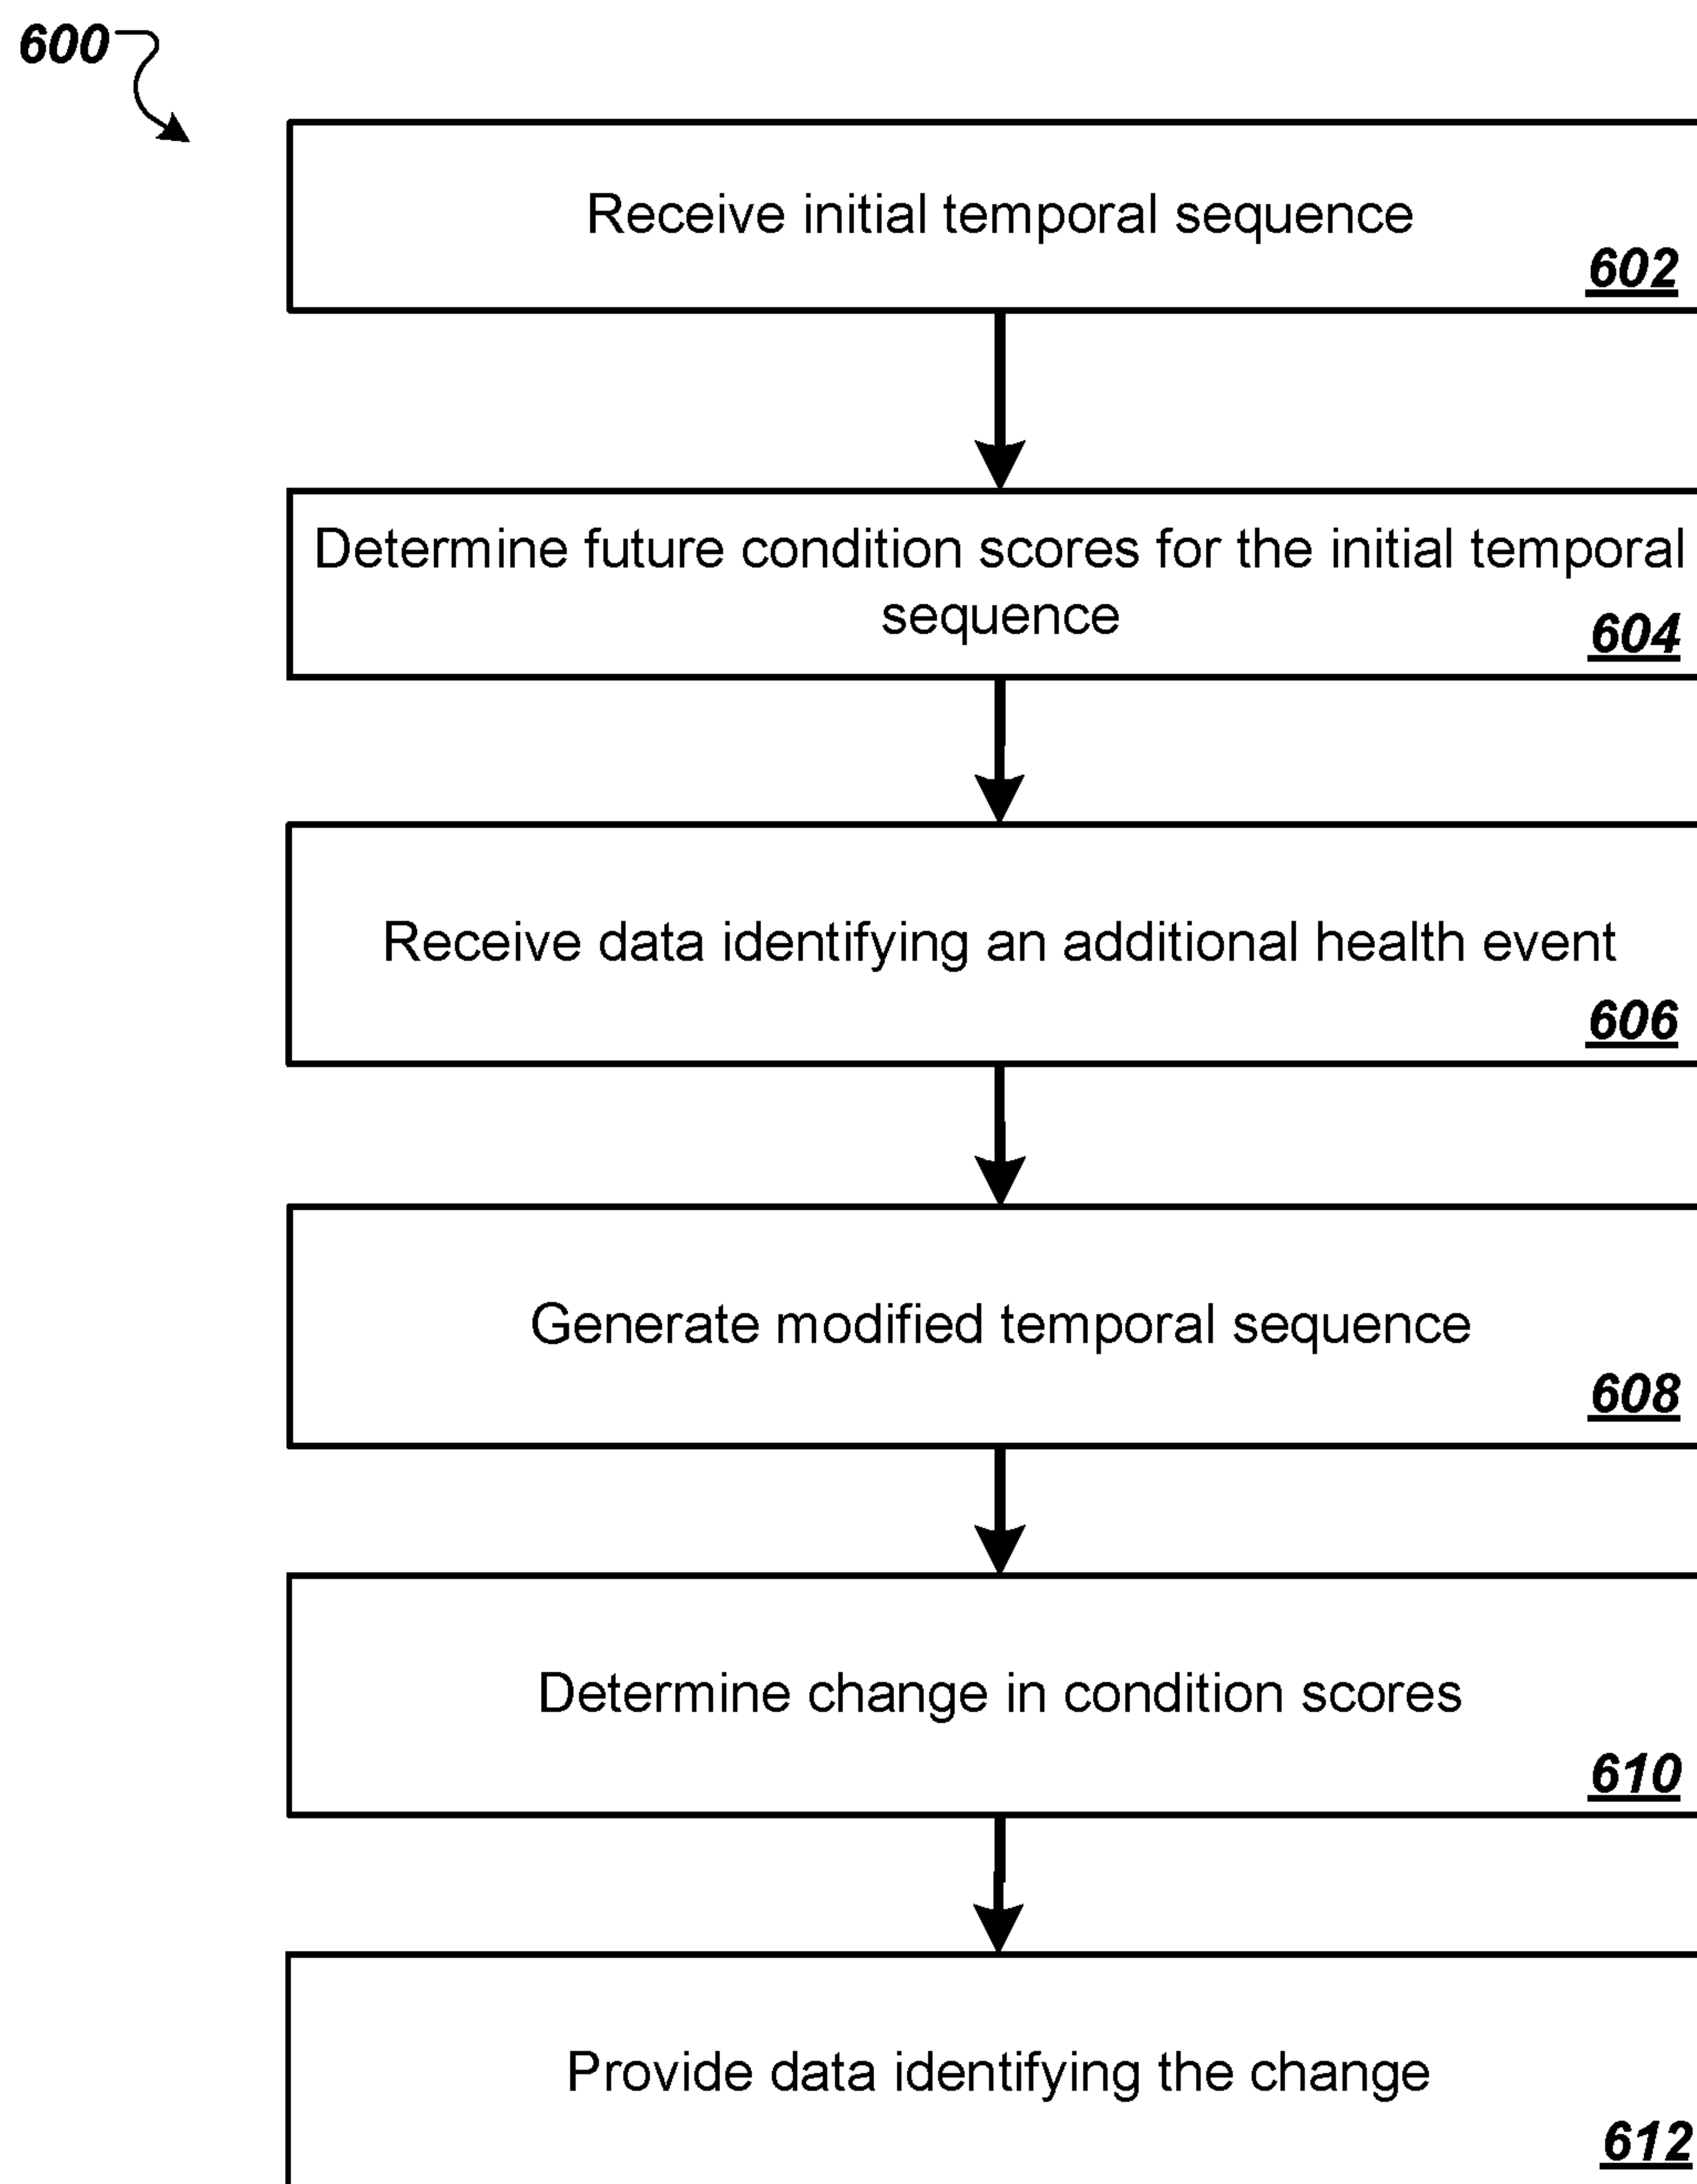 600
Receive initial temporal sequence
602
Determine future condition scores for the initial temporal
sequence
604
Receive data identifying an additional health event
606
Generate modified temporal sequence
608
Determine change in condition scores
610
Provide data identifying the change
612